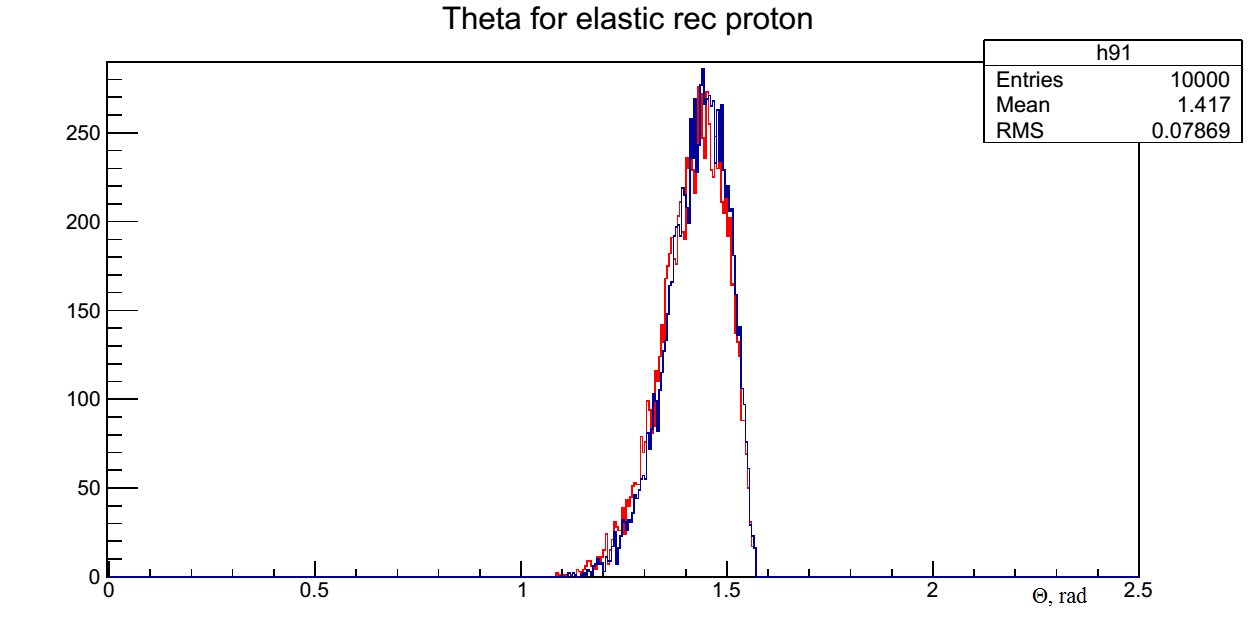 Theta for elastic rec proton
h91
Entries 10000
Mean 1.417
RMS 0.07869
250
200
150
100
50
0
0 0.5 1 1.5 2 2.5
Θ, rad